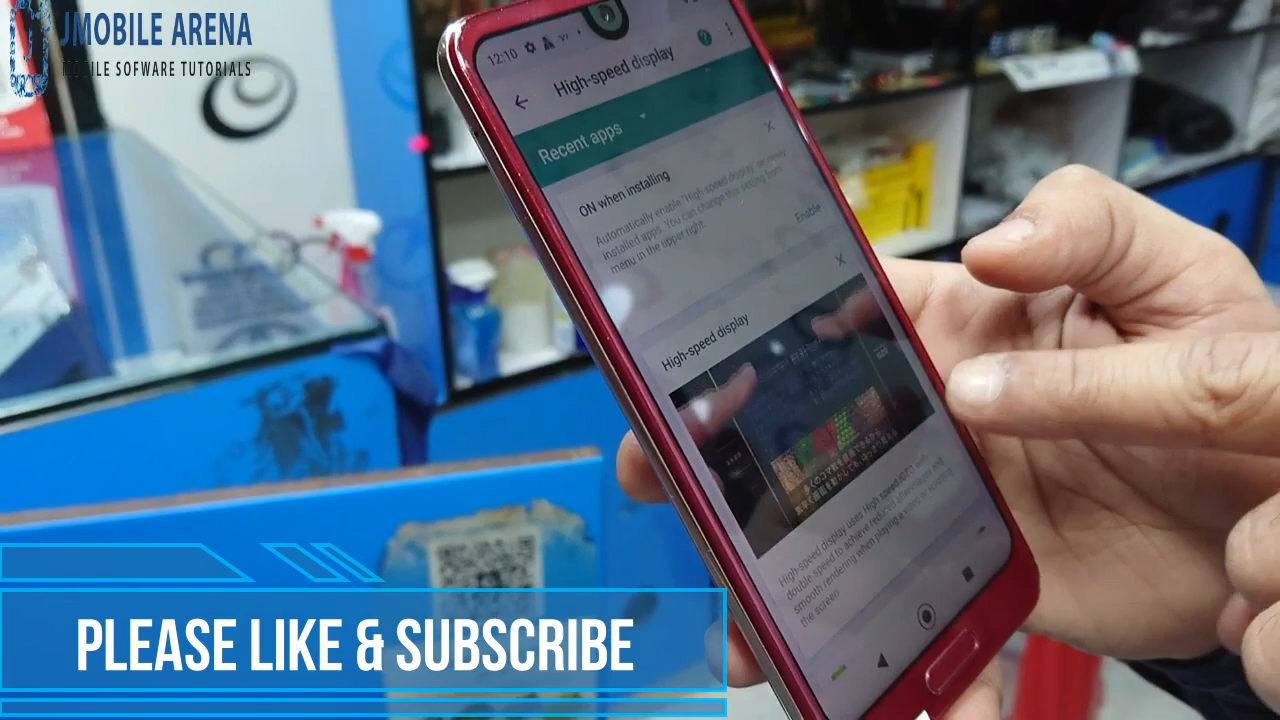 JMOBILE ARENA
MOBILE SOFWARE TUTORIALS
12:10
High-speed display
Recent apps
ON when installing
Automatically enable "High-speed display" on newly
installed apps. You can change this setting from
menu in the upper right.
Enable
High-speed display
High-speed display uses High speed IGZO with
double speed to achieve reduced afterimages and
smooth rendering when playing a video or scrolling
the screen
PLEASE LIKE & SUBSCRIBE